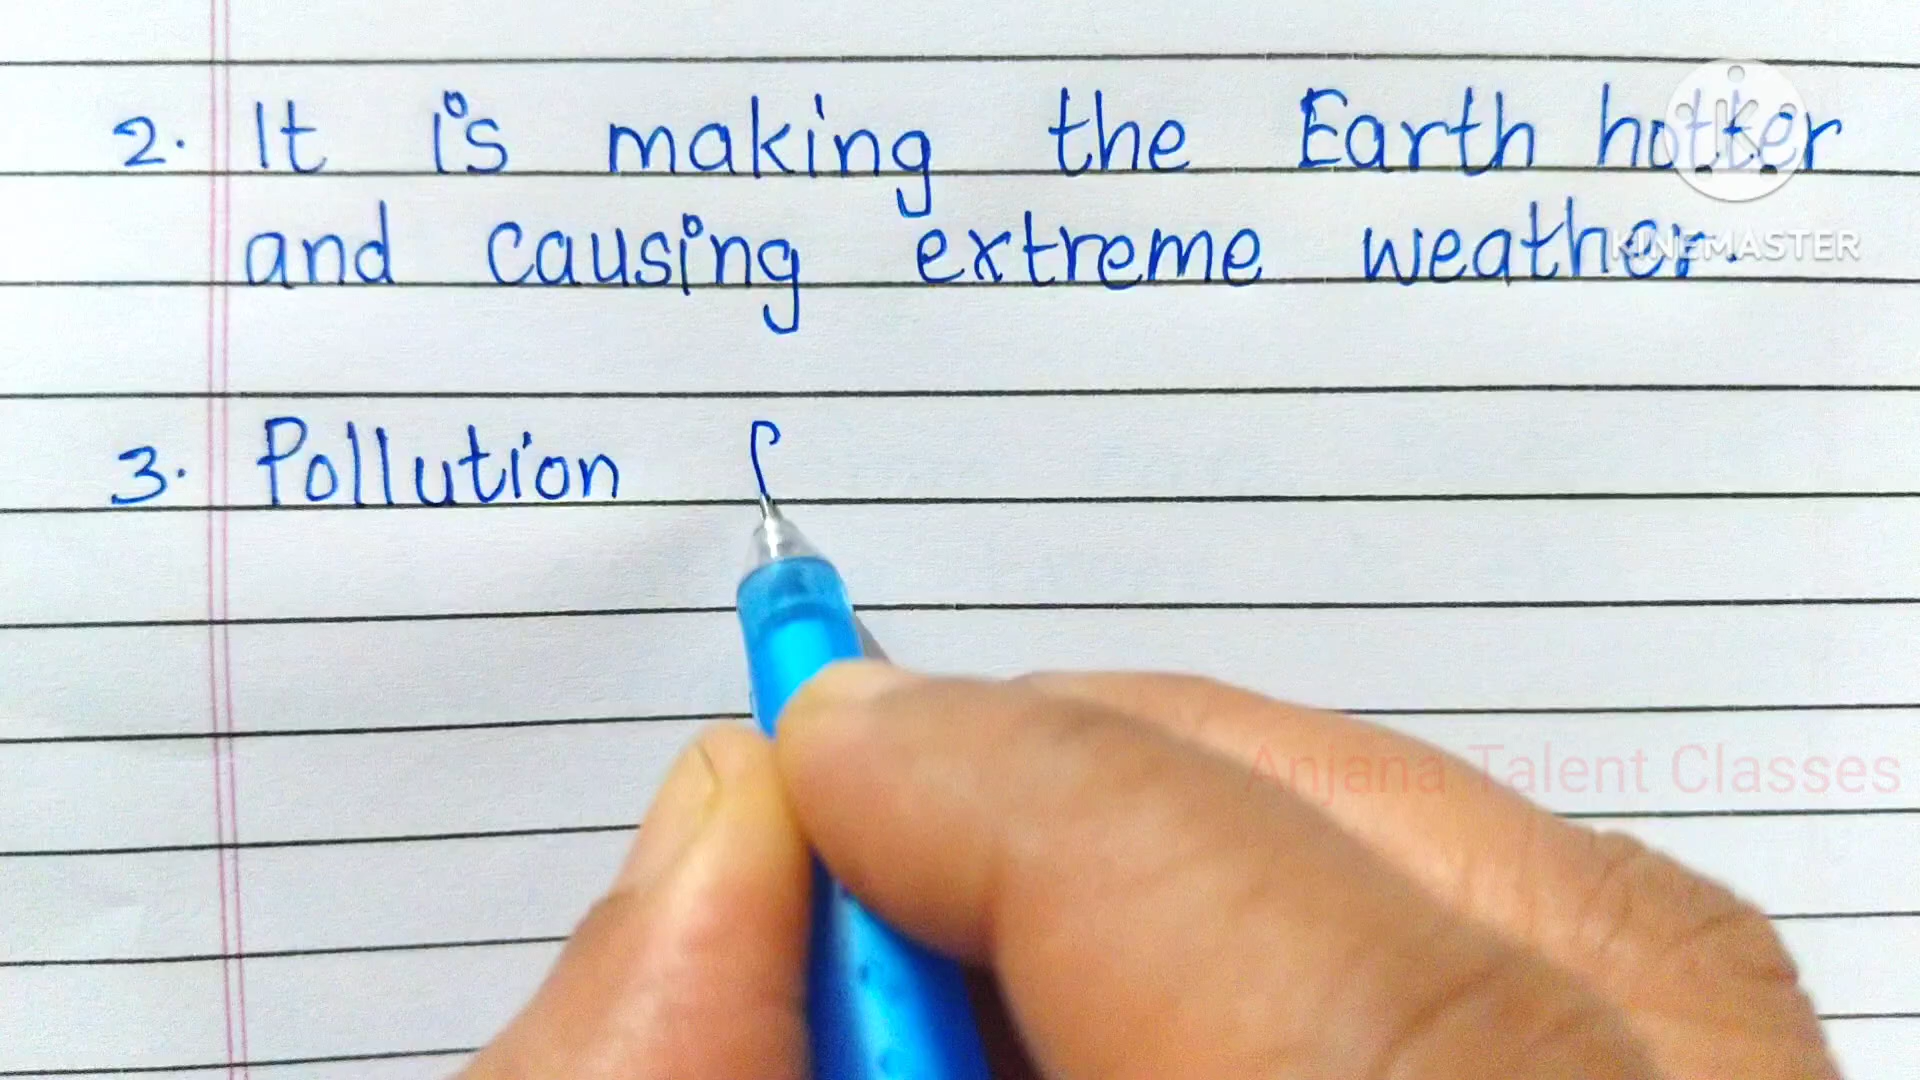 2. It is making the Earth hotter
and causing extreme weather.
KINEMASTER
3. Pollution f
Anjana Talent Classes